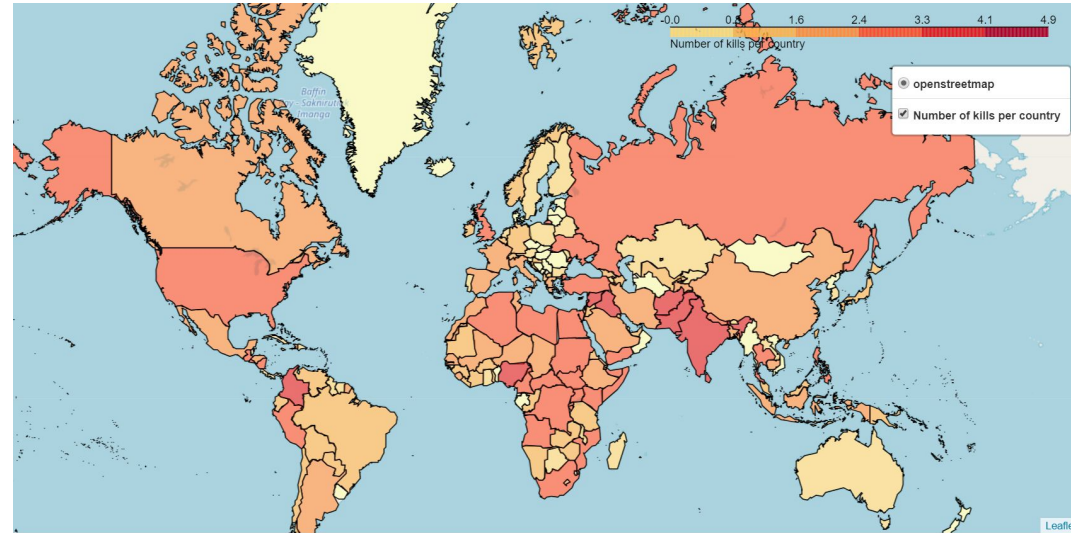 -0.0 0.8 1.6 2.4 3.3 4.1 4.9
Number of kills per country
openstreetmap
Number of kills per country
Baffin
Imanga
Leafle